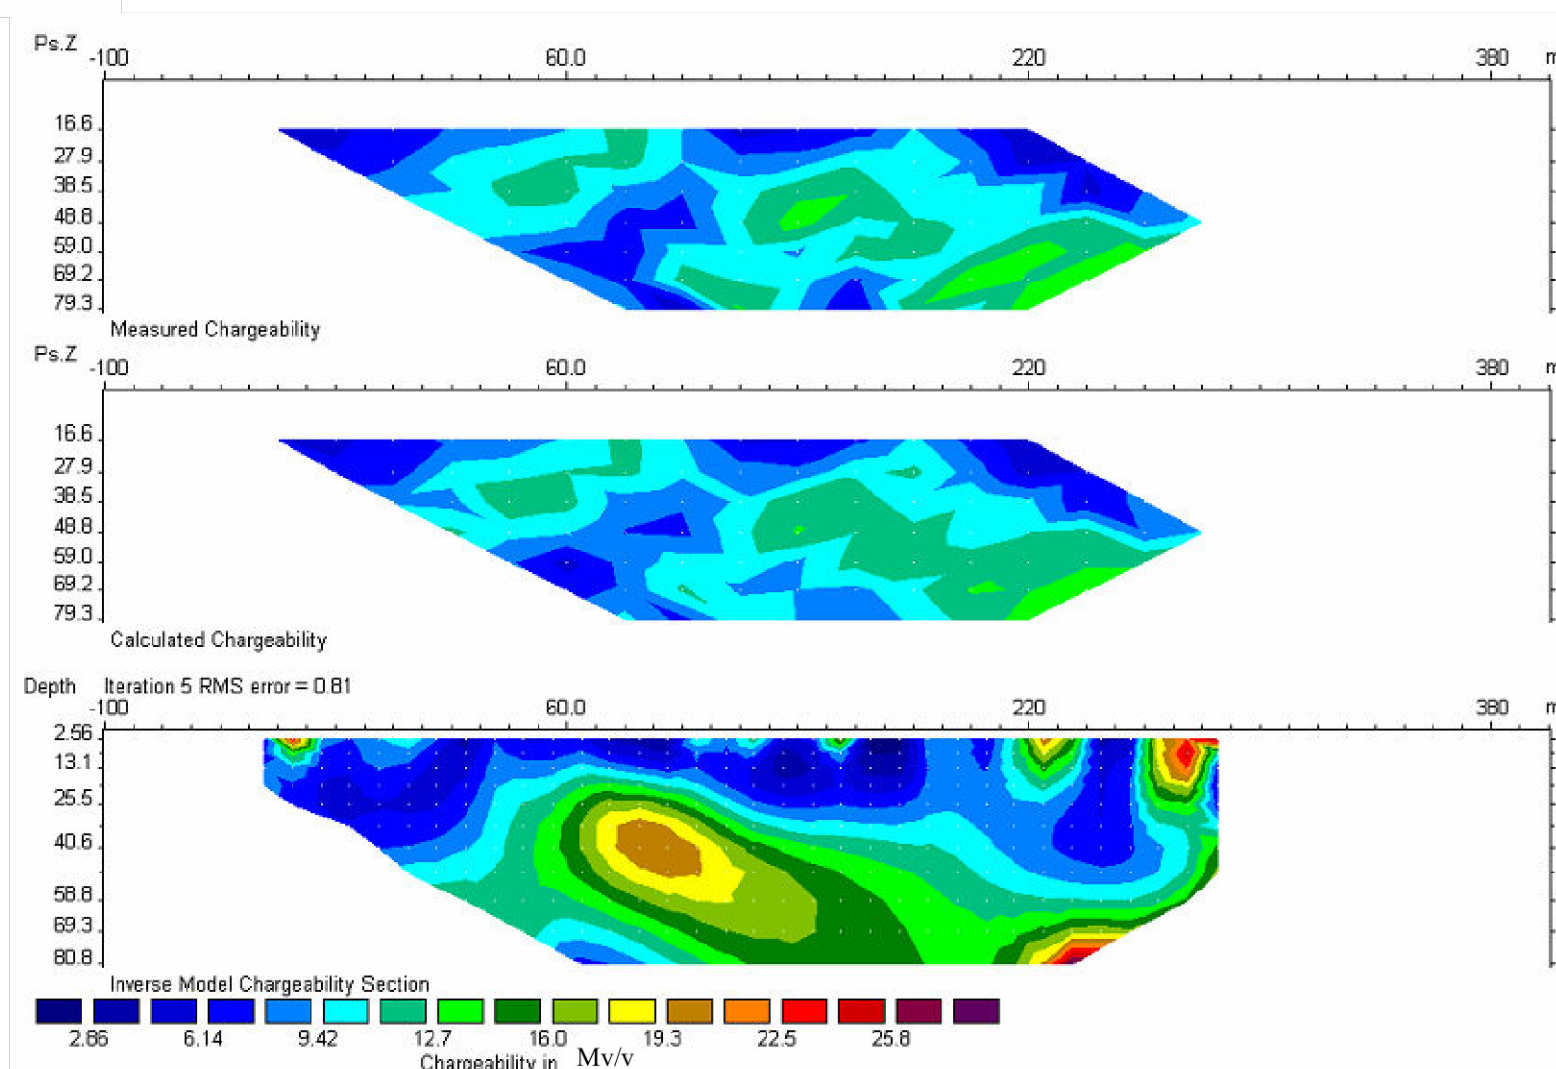 Ps.Z -100 60.0 220 380 m
16.6
27.9
38.5
48.8
59.0
69.2
79.3
Measured Chargeability
Ps.Z -100 60.0 220 380 m
16.6
27.9
38.5
48.8
59.0
69.2
79.3
Calculated Chargeability
Depth Iteration 5 RMS error = 0.81
-100 60.0 220 380 m
2.96
13.1
25.5
40.6
58.8
69.3
80.8
Inverse Model Chargeability Section
2.86 6.14 9.42 12.7 16.0 19.3 22.5 25.8
Chargeability in Mv/v